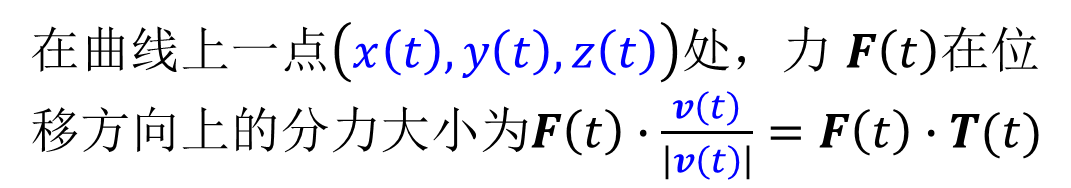 在曲线上一点(x(t), y(t), z(t))处，力 F(t)在位
移方向上的分力大小为F(t) · v(t)/|v(t)| = F(t) · T(t)